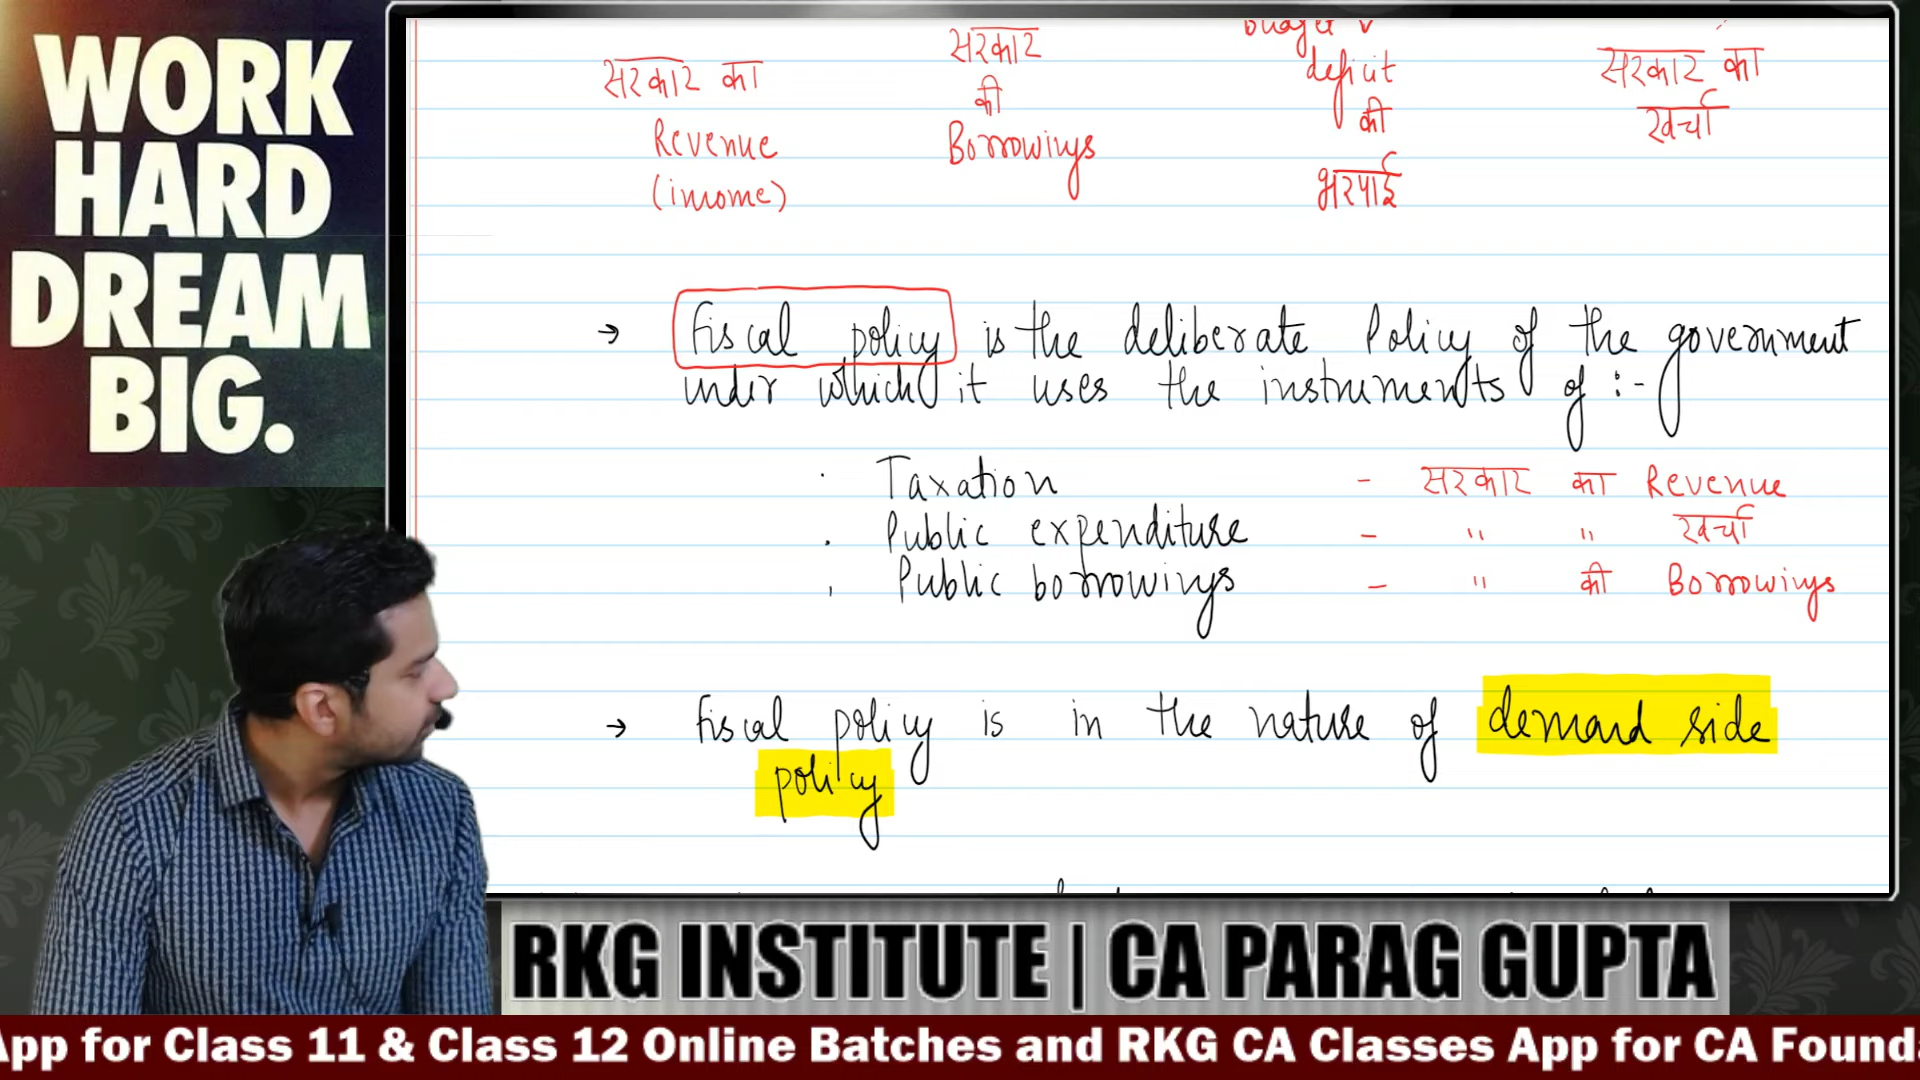 WORK
HARD
DREAM
BIG.
सरकार का
Revenue
(income)
सरकार
की
Borrowings
deficit
की
भरपाई
सरकार का
खर्चा
→ Fiscal policy is the deliberate Policy of the government
under which it uses the instruments of :-
. Taxation - सरकार का Revenue
. Public expenditure - " " खर्चा
. Public borrowings - " की Borrowings
→ Fiscal policy is in the nature of demand side
policy
RKG INSTITUTE | CA PARAG GUPTA
App for Class 11 & Class 12 Online Batches and RKG CA Classes App for CA Founda